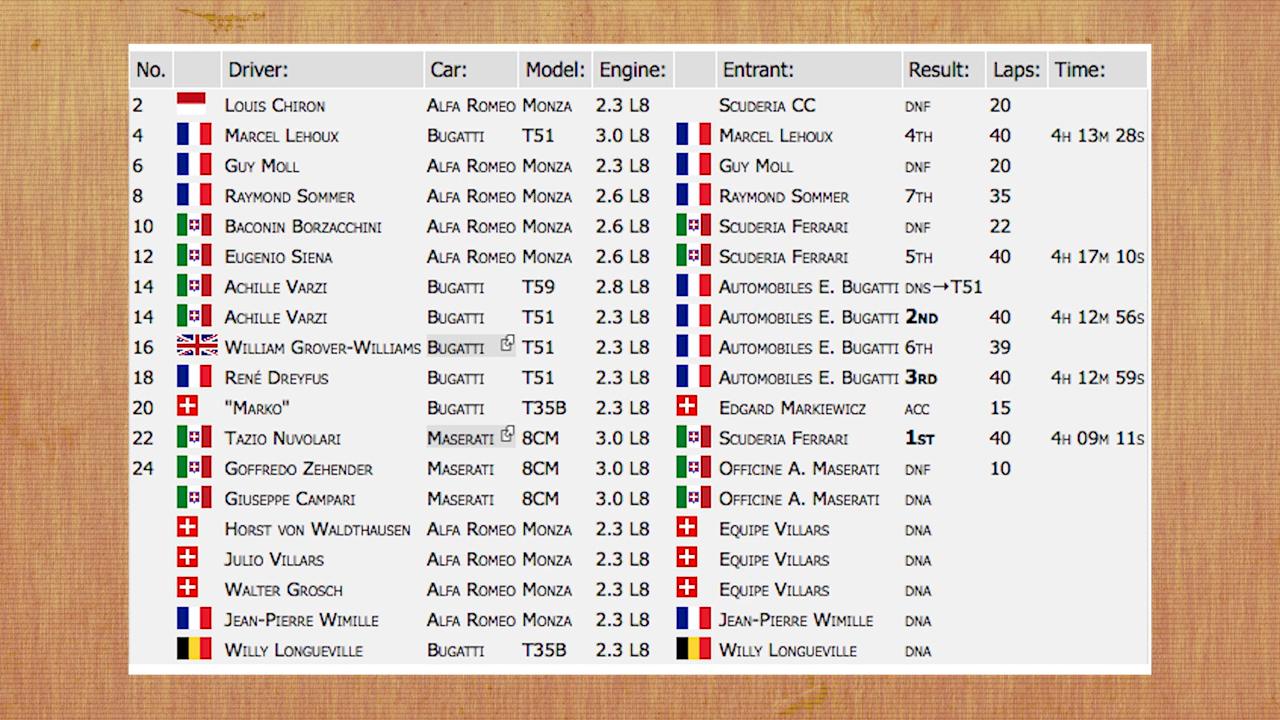 No. Driver: Car: Model: Engine: Entrant: Result: Laps: Time:
2 Louis Chiron Alfa Romeo Monza 2.3 L8 Scuderia CC DNF 20
4 Marcel Lehoux Bugatti T51 3.0 L8 Marcel Lehoux 4th 40 4h 13m 28s
6 Guy Moll Alfa Romeo Monza 2.3 L8 Guy Moll DNF 20
8 Raymond Sommer Alfa Romeo Monza 2.6 L8 Raymond Sommer 7th 35
10 Baconin Borzacchini Alfa Romeo Monza 2.6 L8 Scuderia Ferrari DNF 22
12 Eugenio Siena Alfa Romeo Monza 2.6 L8 Scuderia Ferrari 5th 40 4h 17m 10s
14 Achille Varzi Bugatti T59 2.8 L8 Automobiles E. Bugatti DNS→T51
14 Achille Varzi Bugatti T51 2.3 L8 Automobiles E. Bugatti 2nd 40 4h 12m 56s
16 William Grover-Williams Bugatti T51 2.3 L8 Automobiles E. Bugatti 6th 39
18 René Dreyfus Bugatti T51 2.3 L8 Automobiles E. Bugatti 3rd 40 4h 12m 59s
20 "Marko" Bugatti T35B 2.3 L8 Edgard Markiewicz ACC 15
22 Tazio Nuvolari Maserati 8CM 3.0 L8 Scuderia Ferrari 1st 40 4h 09m 11s
24 Goffredo Zehender Maserati 8CM 3.0 L8 Officine A. Maserati DNF 10
Giuseppe Campari Maserati 8CM 3.0 L8 Officine A. Maserati DNA
Horst von Waldthausen Alfa Romeo Monza 2.3 L8 Equipe Villars DNA
Julio Villars Alfa Romeo Monza 2.3 L8 Equipe Villars DNA
Walter Grosch Alfa Romeo Monza 2.3 L8 Equipe Villars DNA
Jean-Pierre Wimille Alfa Romeo Monza 2.3 L8 Jean-Pierre Wimille DNA
Willy Longueville Bugatti T35B 2.3 L8 Willy Longueville DNA